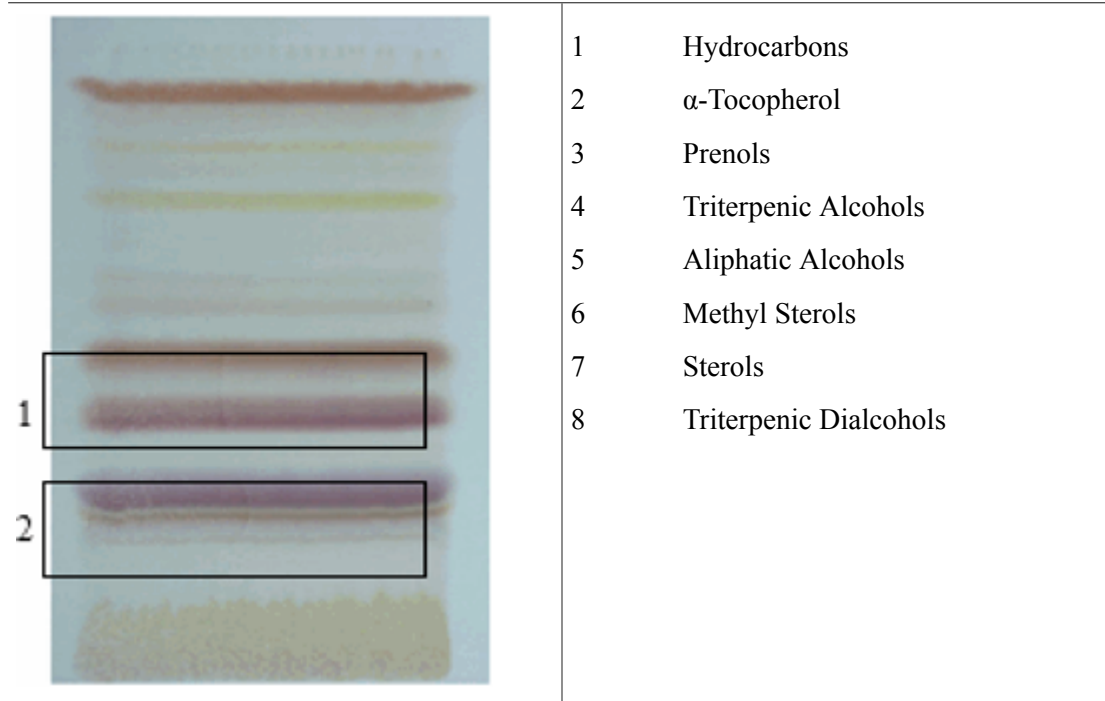 1 Hydrocarbons
2 α-Tocopherol
3 Prenols
4 Triterpenic Alcohols
5 Aliphatic Alcohols
6 Methyl Sterols
7 Sterols
8 Triterpenic Dialcohols
1
2